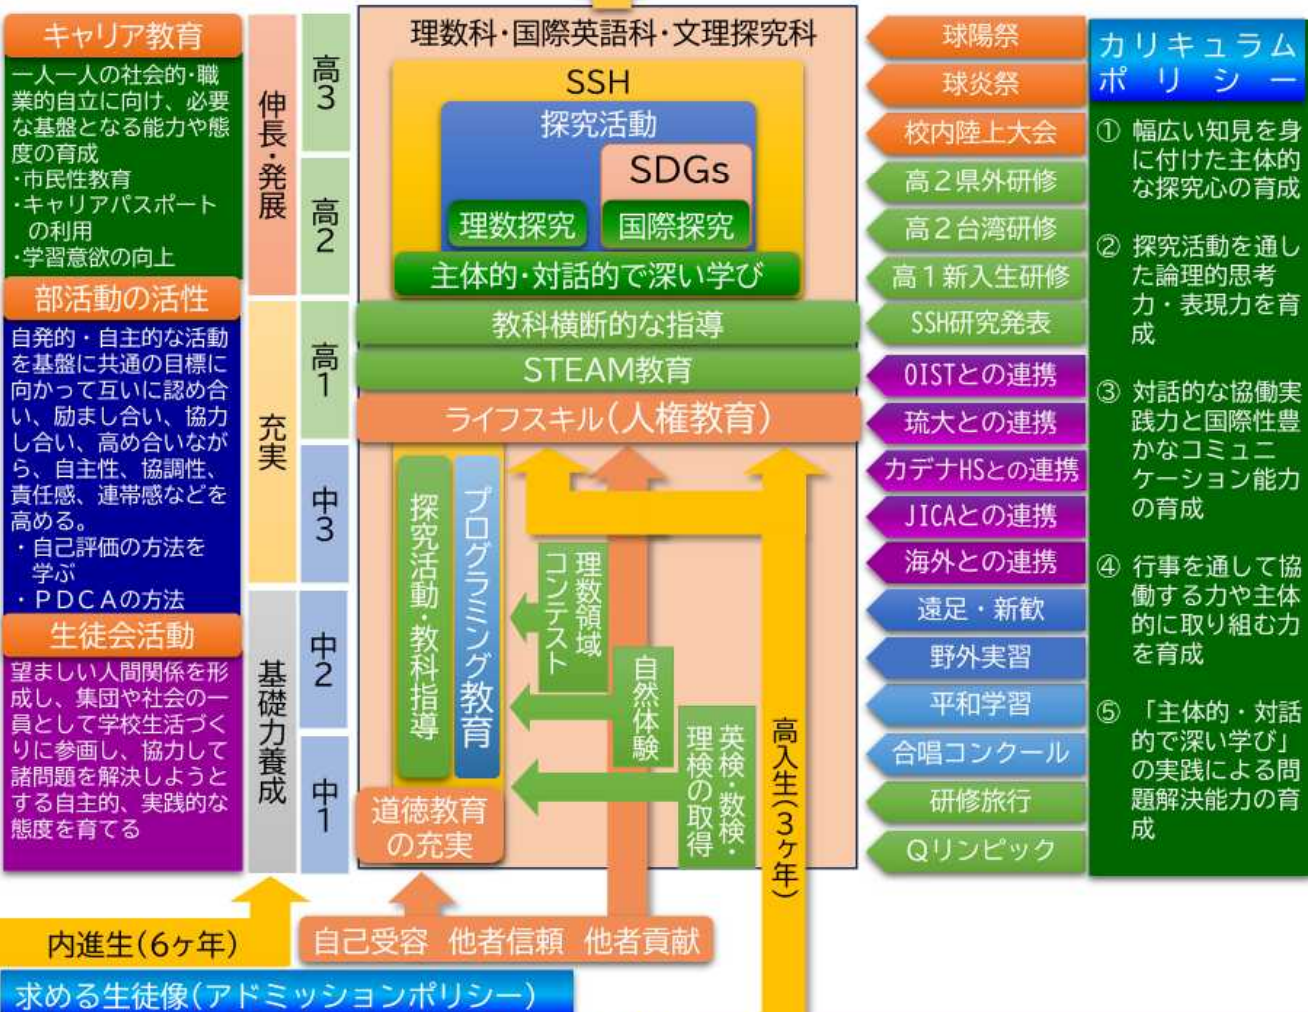 キャリア教育
一人一人の社会的・職
業的自立に向け、必要
な基盤となる能力や態
度の育成
・市民性教育
・キャリアパスポート
の利用
・学習意欲の向上
部活動の活性
自発的・自主的な活動
を基盤に共通の目標に
向かって互いに認め合
い、励まし合い、協力
し合い、高め合いなが
ら、自主性、協調性、
責任感、連帯感などを
高める。
・自己評価の方法を
学ぶ
・PDCAの方法
生徒会活動
望ましい人間関係を形
成し、集団や社会の一
員として学校生活づく
りに参画し、協力して
諸問題を解決しようと
する自主的、実践的な
態度を育てる
伸長・発展
充実
基礎力養成
高3
高2
高1
中3
中2
中1
理数科・国際英語科・文理探究科
SSH
探究活動
SDGs
理数探究
国際探究
主体的・対話的で深い学び
教科横断的な指導
STEAM教育
ライフスキル(人権教育)
探究活動・教科指導
プログラミング教育
理数領域
コンテスト
自然体験
英検・数検・
理検の取得
高入生(3ヶ年)
道徳教育
の充実
球陽祭
球炎祭
校内陸上大会
高2県外研修
高2台湾研修
高1新入生研修
SSH研究発表
OISTとの連携
琉大との連携
カデナHSとの連携
JICAとの連携
海外との連携
遠足・新歓
野外実習
平和学習
合唱コンクール
研修旅行
Qリンピック
カリキュラム
ポリシー
① 幅広い知見を身
に付けた主体的
な探究心の育成
② 探究活動を通し
た論理的思考
力・表現力を育
成
③ 対話的な協働実
践力と国際性豊
かなコミュニ
ケーション能力
の育成
④ 行事を通して協
働する力や主体
的に取り組む力
を育成
⑤ 「主体的・対話
的で深い学び」
の実践による問
題解決能力の育
成
内進生(6ヶ年)
自己受容 他者信頼 他者貢献
求める生徒像(アドミッションポリシー)